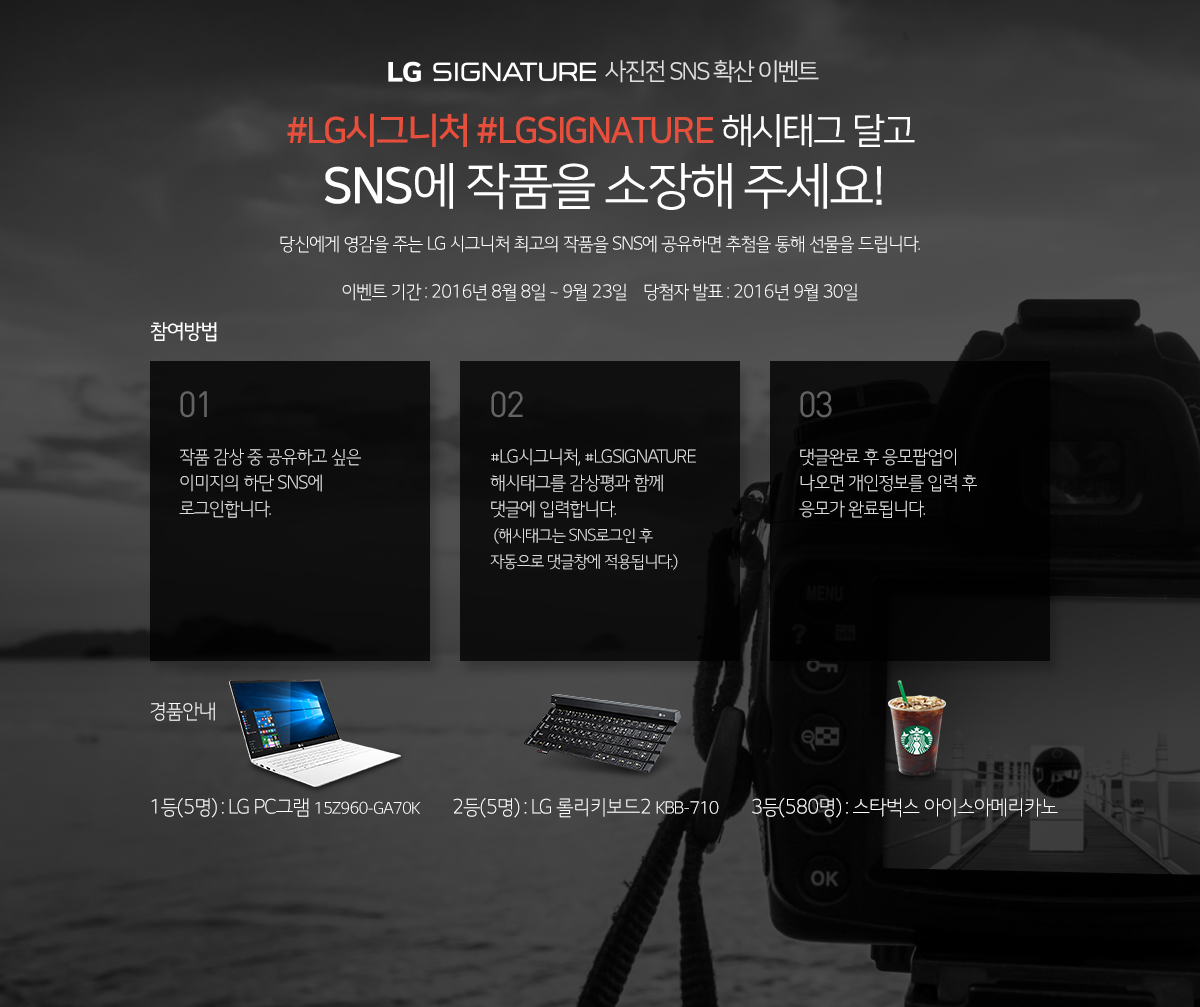 LG SIGNATURE 사진전 SNS 확산 이벤트
#LG시그니처 #LGSIGNATURE 해시태그 달고
SNS에 작품을 소장해 주세요!
당신에게 영감을 주는 LG 시그니처 최고의 작품을 SNS에 공유하면 추첨을 통해 선물을 드립니다.
이벤트 기간 : 2016년 8월 8일 ~ 9월 23일 당첨자 발표 : 2016년 9월 30일
참여방법
01
작품 감상 중 공유하고 싶은
이미지의 하단 SNS에
로그인합니다.
02
#LG시그니처, #LGSIGNATURE
해시태그를 감상평과 함께
댓글에 입력합니다.
(해시태그는 SNS로그인 후
자동으로 댓글창에 적용됩니다.)
03
댓글완료 후 응모팝업이
나오면 개인정보를 입력 후
응모가 완료됩니다.
MENU
?
경품안내
1등(5명) : LG PC그램 15Z960-GA70K
2등(5명) : LG 롤리키보드2 KBB-710
3등(580명) : 스타벅스 아이스아메리카노
OK